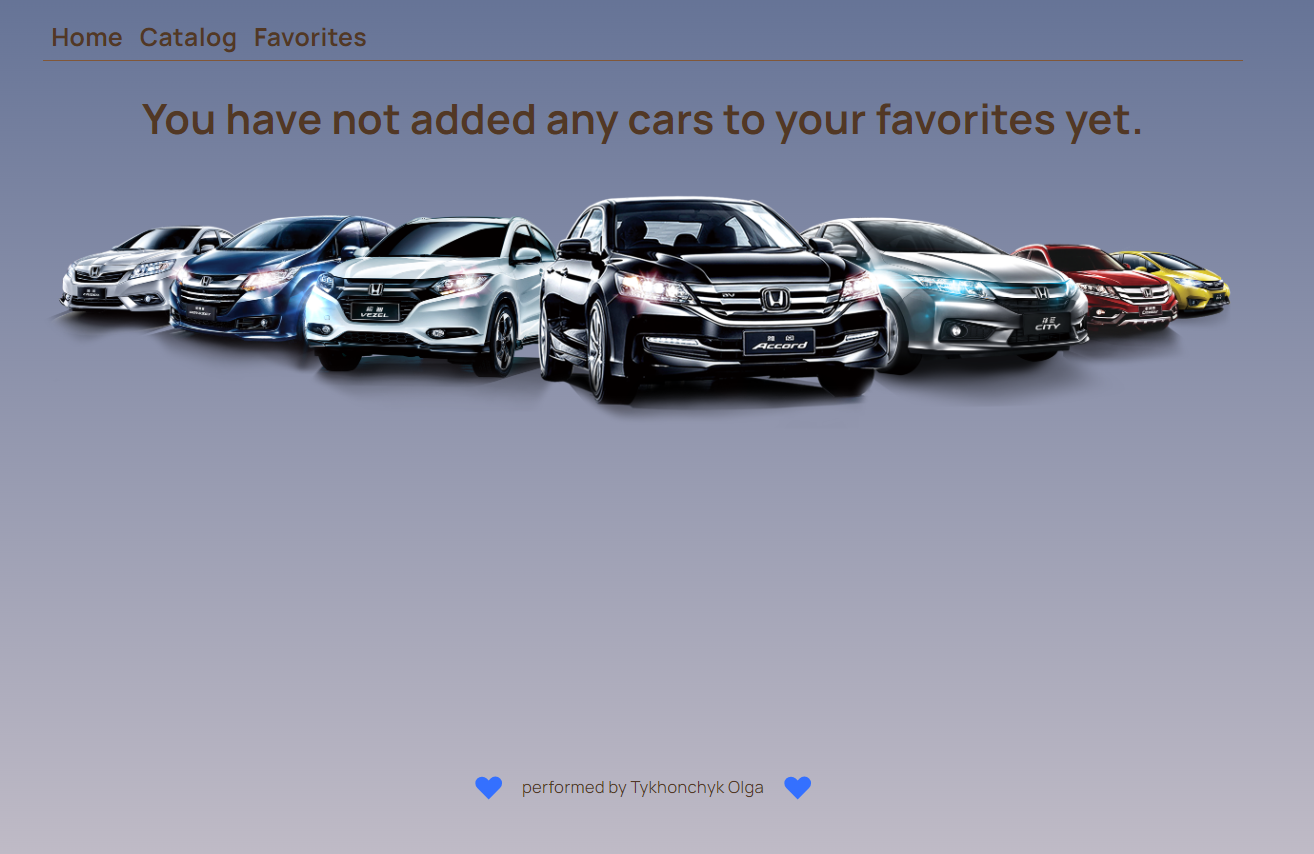 Home Catalog Favorites
You have not added any cars to your favorites yet.
VEZEL
Accord
CITY
performed by Tykhonchyk Olga